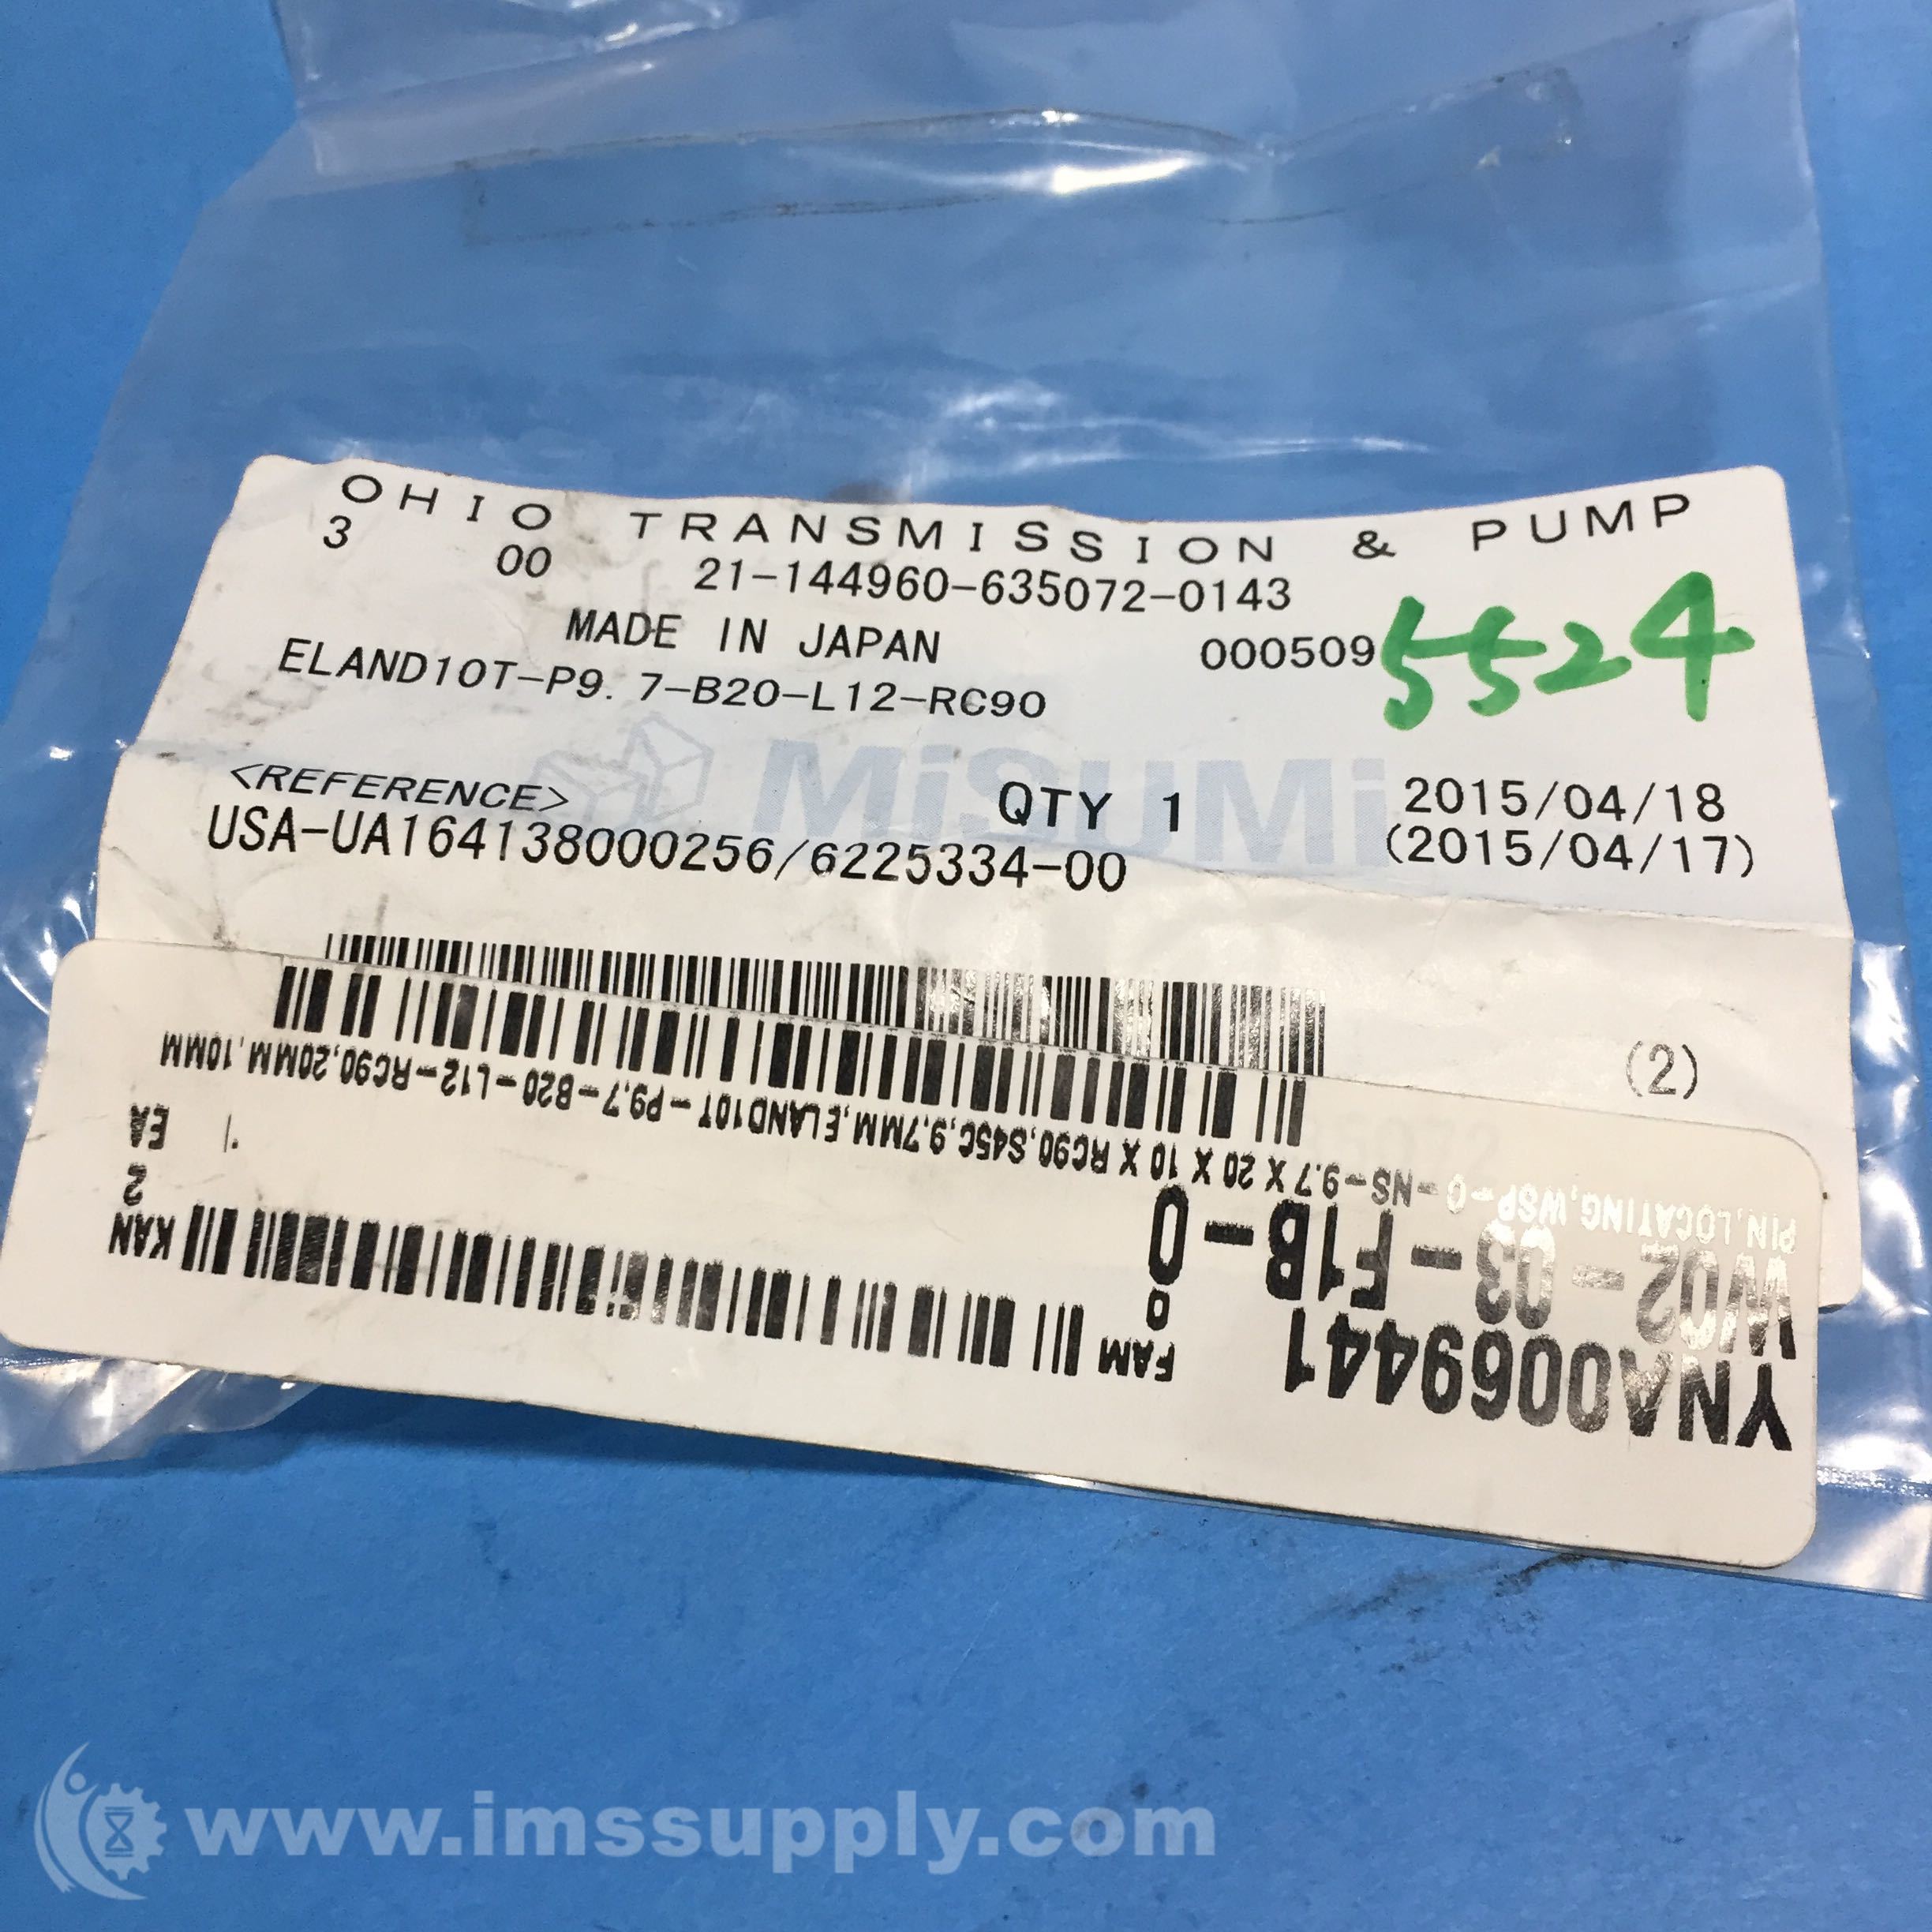 OHIO TRANSMISSION & PUMP
3 00 21-144960-635072-0143
MADE IN JAPAN 000509 5524
ELAND10T-P9.7-B20-L12-RC90
MiSUMi
<REFERENCE> QTY 1 2015/04/18
USA-UA164138000256/6225334-00 (2015/04/17)
(2)
YNA0069441
FAM 0
KAN 2
W02-03-F1B-0
PIN,LOCATING,WSP-0-NS-9.7 X 20 X 10 X RC90,S45C,9.7MM,ELAND10T-P9.7-B20-L12-RC90,20MM,10MM
1. EA
www.imssupply.com